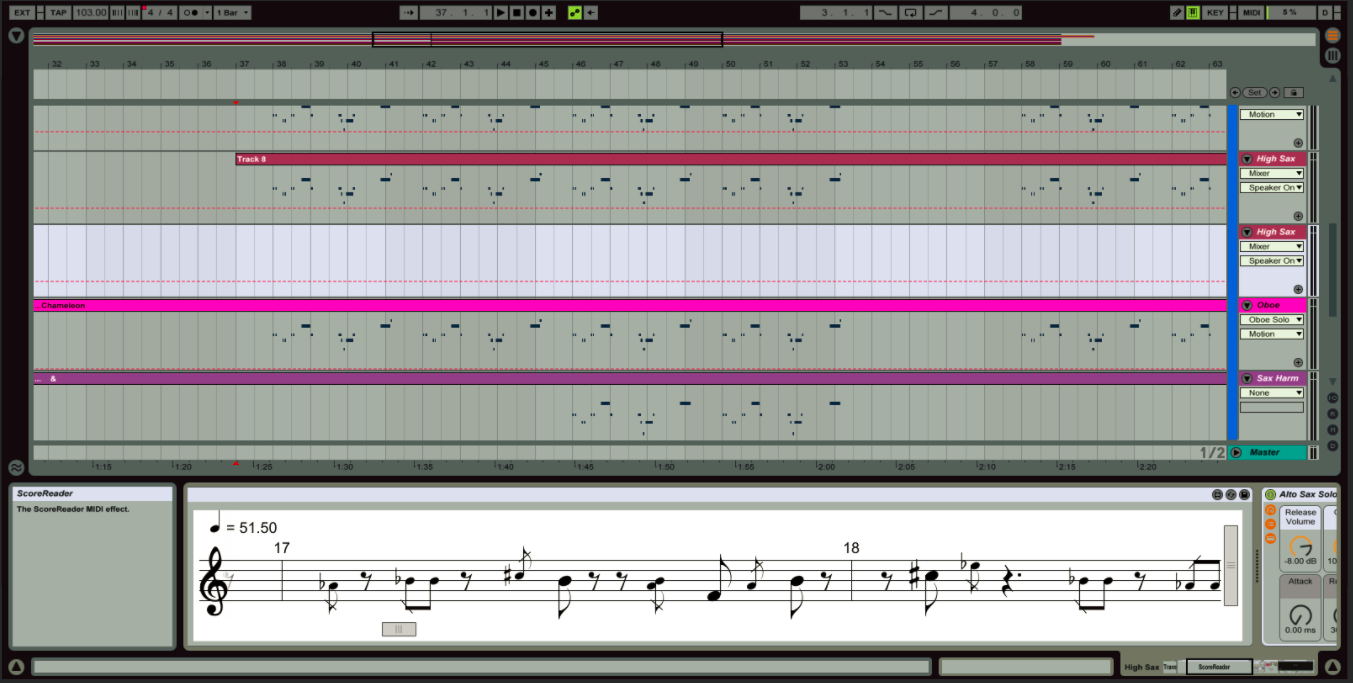 EXT TAP 103.00 4 / 4 1 Bar 37 . 1 . 1 3 . 1 . 1 4 . 0 . 0 KEY MIDI 5 % D
32 33 34 35 36 37 38 39 40 41 42 43 44 45 46 47 48 49 50 51 52 53 54 55 56 57 58 59 60 61 62 63
Set
Motion
Track 8 High Sax
Mixer
Speaker On
High Sax
Mixer
Speaker On
Chameleon Oboe
Oboe Solo
Motion
... & Sax Harm
None
1/2 Master
1:15 1:20 1:25 1:30 1:35 1:40 1:45 1:50 1:55 2:00 2:05 2:10 2:15 2:20
ScoreReader
The ScoreReader MIDI effect.
= 51.50
17 18
Alto Sax Solo
Release
Volume
-8.00 dB 10
Attack Re
0.00 ms 30
High Sax Trans ScoreReader